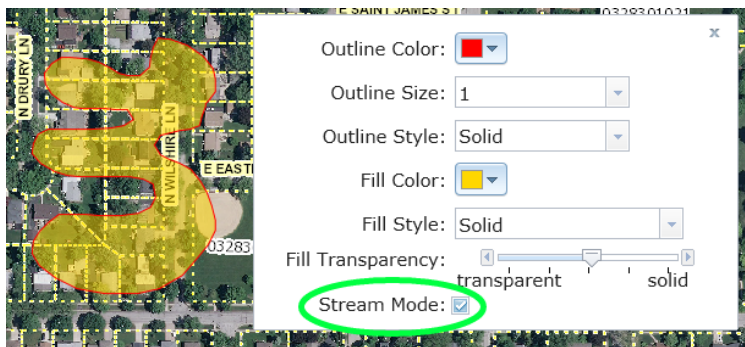 E SAINT JAMES ST
0328301021
N DRURY LN
N WILSHIRE LN
E EAST
03283
x
Outline Color:
Outline Size: 1
Outline Style: Solid
Fill Color:
Fill Style: Solid
Fill Transparency:
transparent solid
Stream Mode: